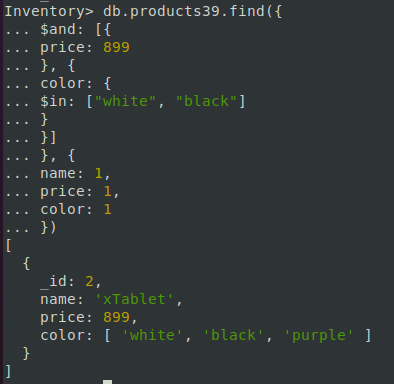 Inventory> db.products39.find({
... $and: [{
... price: 899
... }, {
... color: {
... $in: ["white", "black"]
... }
... }]
... }, {
... name: 1,
... price: 1,
... color: 1
... })
[
  {
    _id: 2,
    name: 'xTablet',
    price: 899,
    color: [ 'white', 'black', 'purple' ]
  }
]